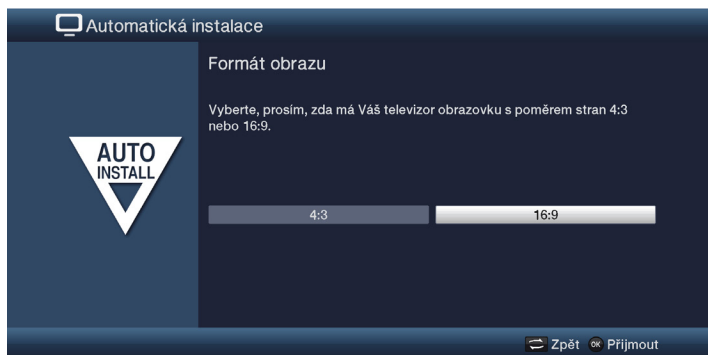 Automatická instalace
Formát obrazu
Vyberte, prosím, zda má Váš televizor obrazovku s poměrem stran 4:3
nebo 16:9.
AUTO
INSTALL
4:3 16:9
Zpět OK Přijmout